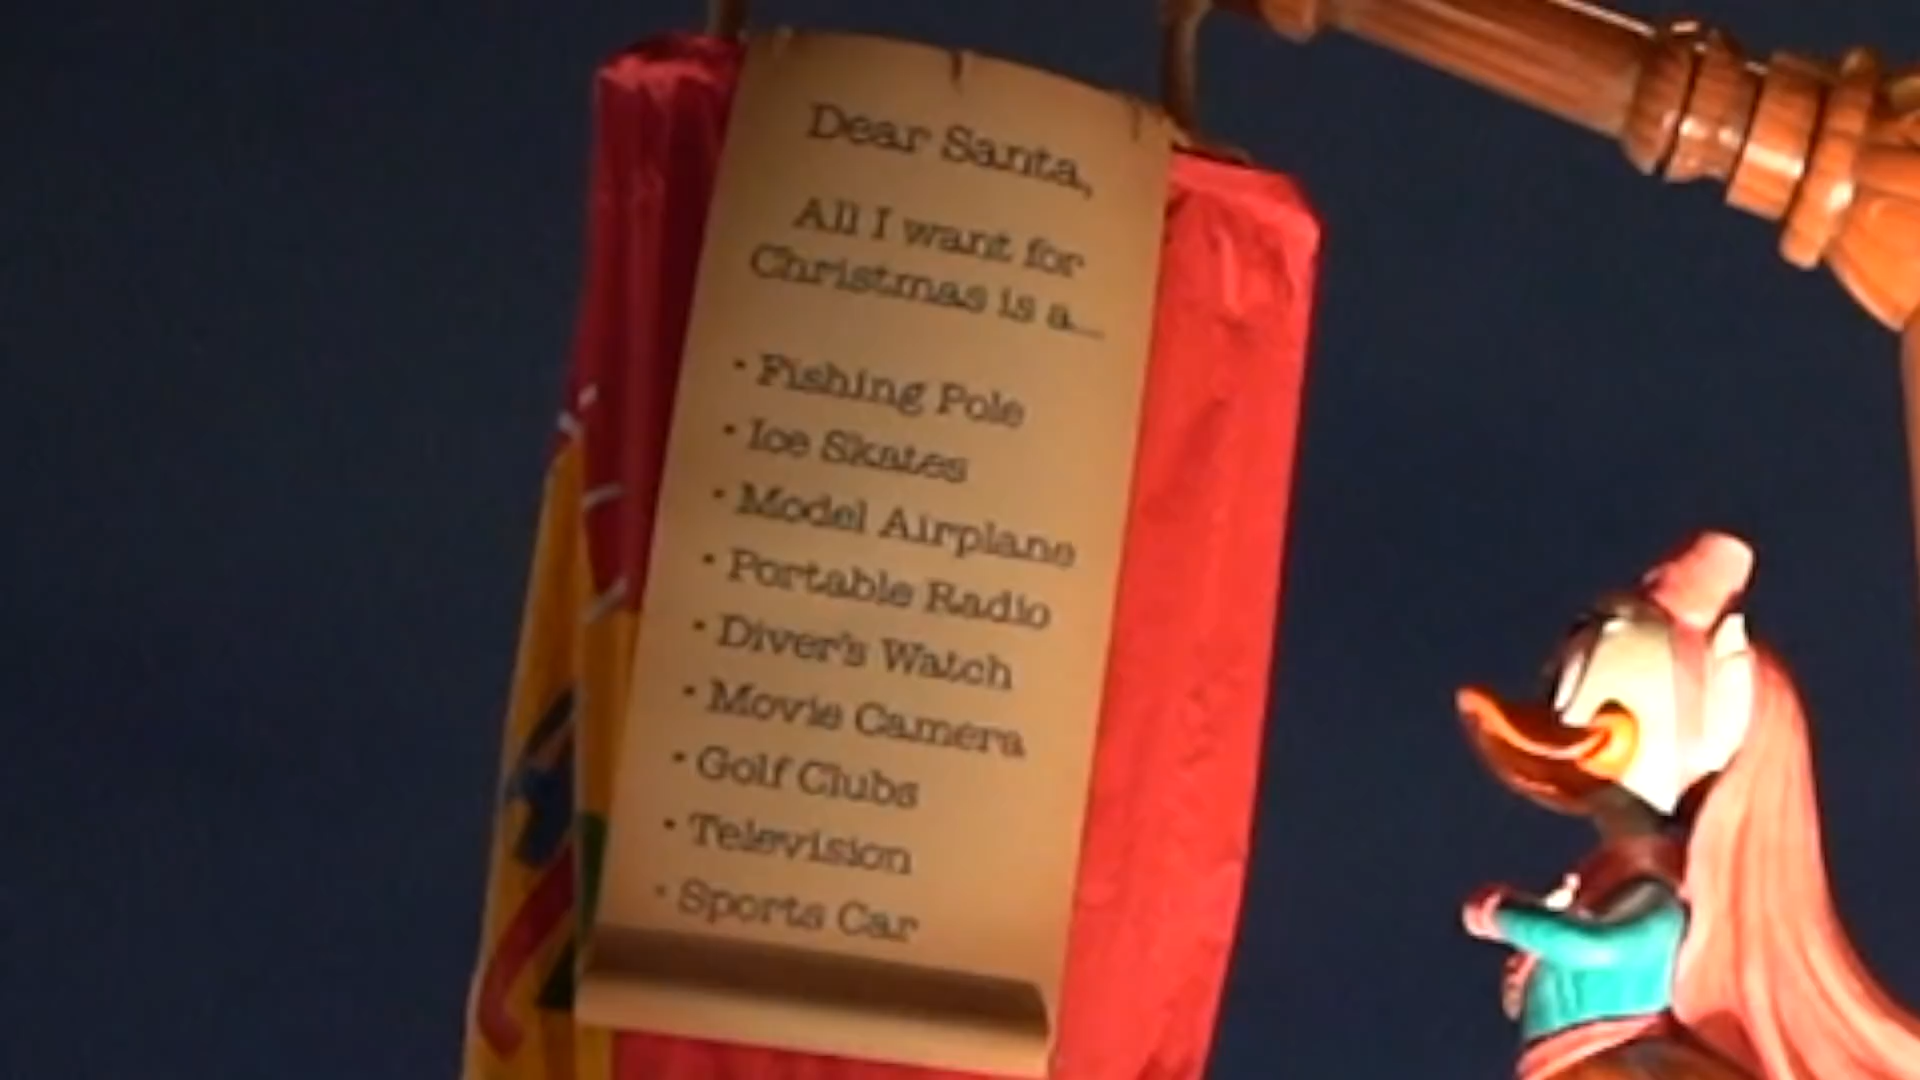 Dear Santa,
All I want for
Christmas is a...
• Fishing Pole
• Ice Skates
• Model Airplane
• Portable Radio
• Diver's Watch
• Movie Camera
• Golf Clubs
• Television
• Sports Car